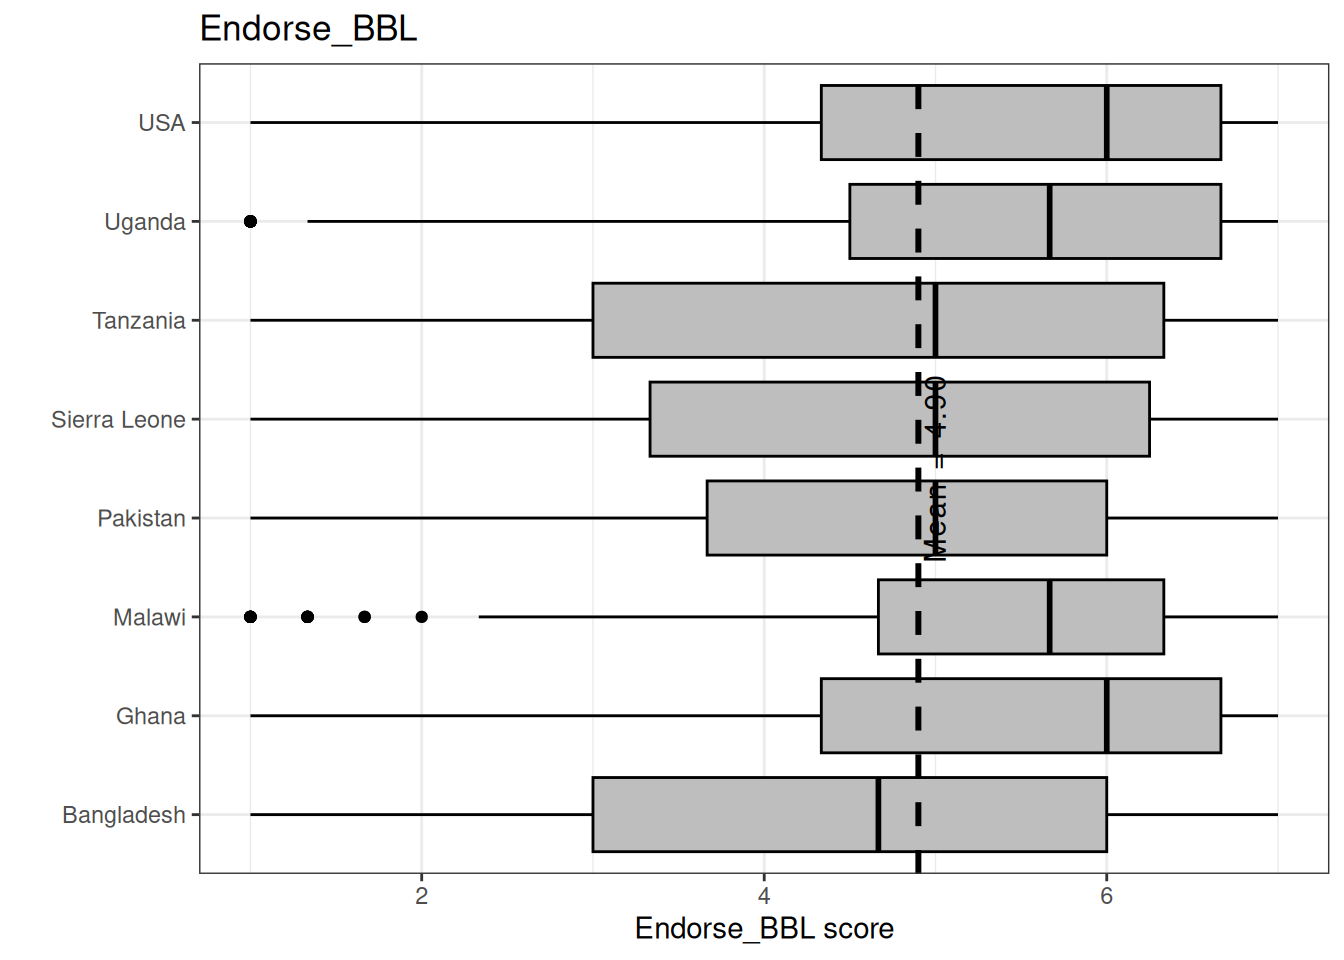 Endorse_BBL
USA
Uganda
Tanzania
Sierra Leone
Pakistan
Malawi
Ghana
Bangladesh
Mean = 4.90
2 4 6
Endorse_BBL score